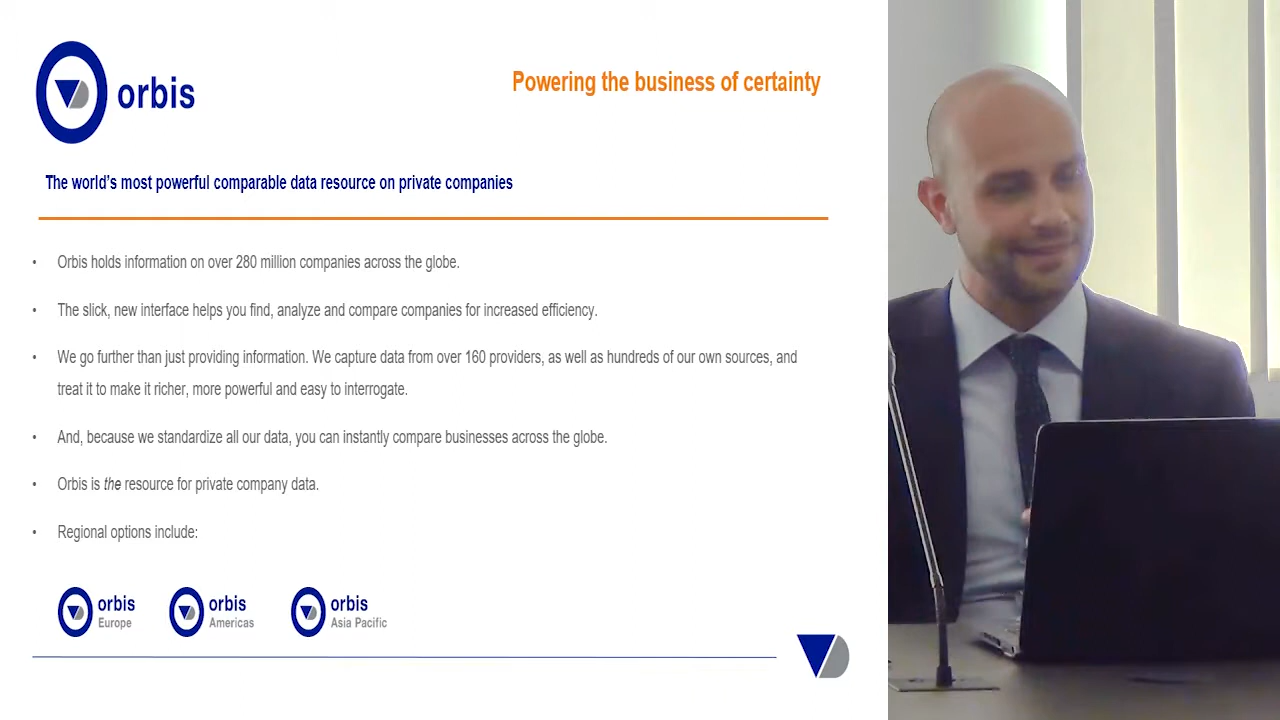 orbis
Powering the business of certainty
The world's most powerful comparable data resource on private companies
• Orbis holds information on over 280 million companies across the globe.
• The slick, new interface helps you find, analyze and compare companies for increased efficiency.
• We go further than just providing information. We capture data from over 160 providers, as well as hundreds of our own sources, and
treat it to make it richer, more powerful and easy to interrogate.
• And, because we standardize all our data, you can instantly compare businesses across the globe.
• Orbis is the resource for private company data.
• Regional options include:
orbis
Europe
orbis
Americas
orbis
Asia Pacific